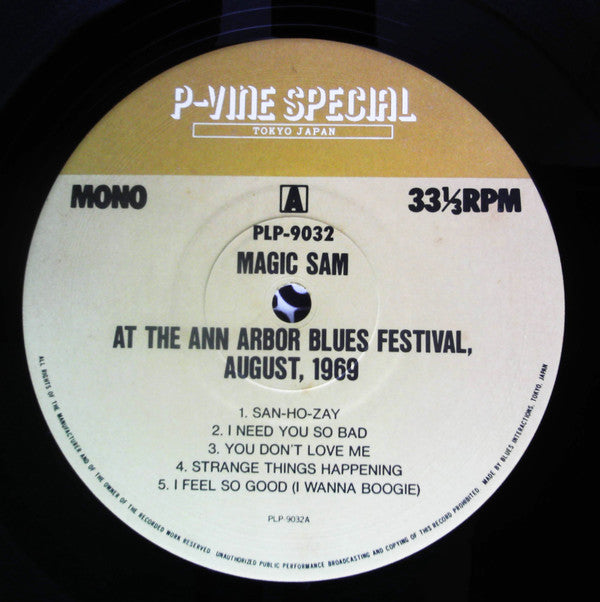 P-VINE SPECIAL
TOKYO JAPAN
MONO
A
33⅓RPM
PLP-9032
MAGIC SAM
AT THE ANN ARBOR BLUES FESTIVAL,
AUGUST, 1969
1. SAN-HO-ZAY
2. I NEED YOU SO BAD
3. YOU DON'T LOVE ME
4. STRANGE THINGS HAPPENING
5. I FEEL SO GOOD (I WANNA BOOGIE)
PLP-9032A
ALL RIGHTS OF THE MANUFACTURER AND OF THE OWNER OF THE RECORDED WORK RESERVED UNAUTHORIZED PUBLIC PERFORMANCE BROADCASTING AND COPYING OF THIS RECORD PROHIBITED. MADE BY BLUES INTERACTIONS, TOKYO, JAPAN